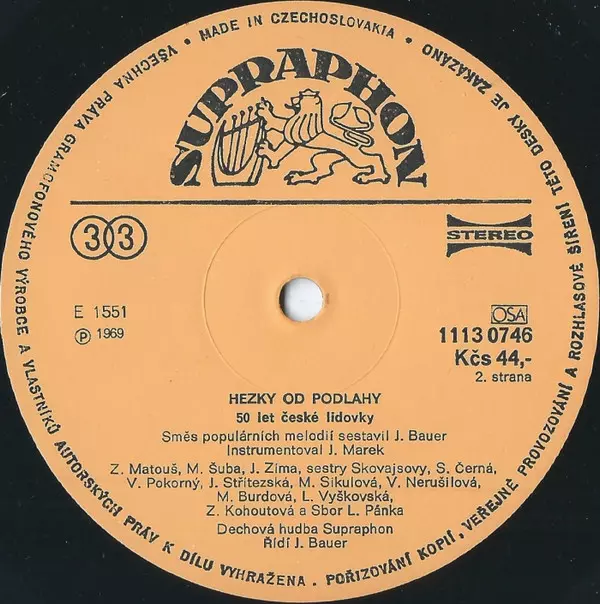 MADE IN CZECHOSLOVAKIA • VŠECHNA PRÁVA GRAMOFONOVÉHO VÝROBCE A VLASTNÍKŮ AUTORSKÝCH PRÁV K DÍLU VYHRAŽENA • POŘIZOVÁNÍ KOPIÍ, VEŘEJNÉ PROVOZOVÁNÍ A ROZHLASOVÉ ŠÍŘENÍ TÉTO DESKY JE ZAKÁZÁNO •
SUPRAPHON
33
STEREO
E 1551
Ⓟ 1969
OSA
1113 0746
Kčs 44,-
2. strana
HEZKY OD PODLAHY
50 let české lidovky
Směs populárních melodií sestavil J. Bauer
Instrumentoval J. Marek
Z. Matouš, M. Šuba, J. Zíma, sestry Skovajsovy, S. Černá,
V. Pokorný, J. Střítezská, M. Sikulová, V. Nerušilová,
M. Burdová, L. Vyškovská,
Z. Kohoutová a Sbor L. Pánka
Dechová hudba Supraphon
Řídí J. Bauer